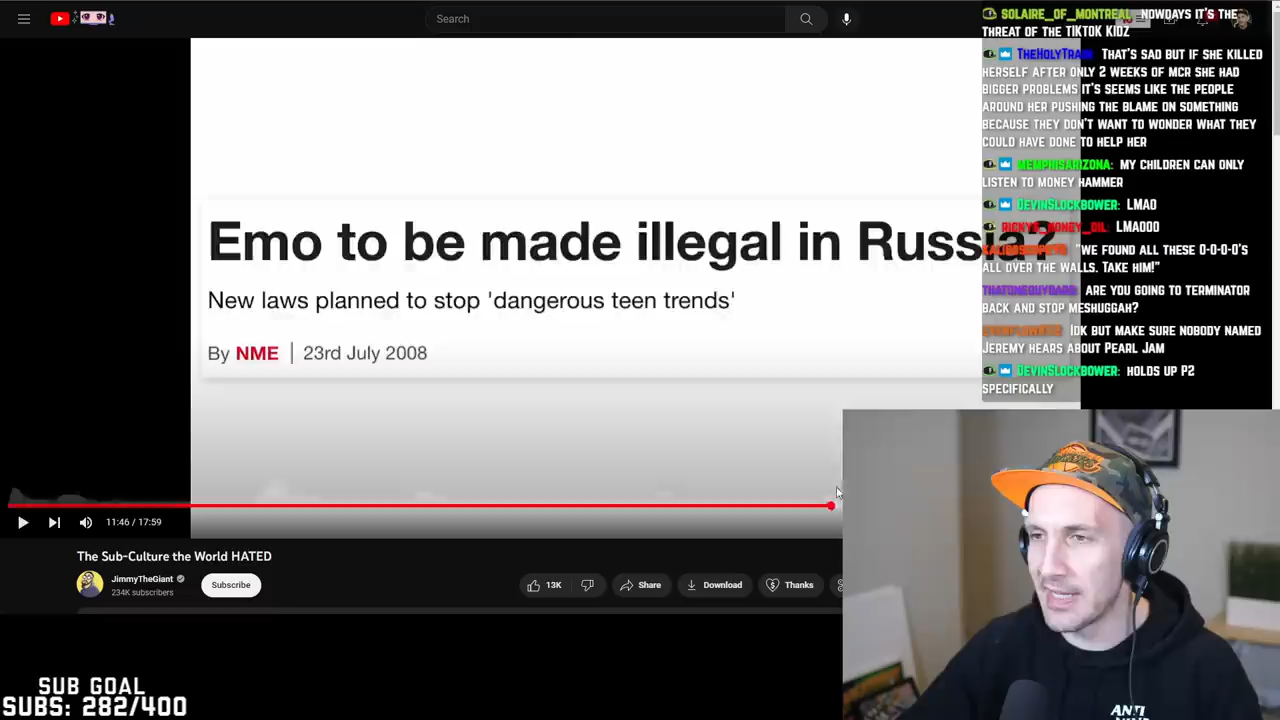 Search
Emo to be made illegal in Russia?
New laws planned to stop 'dangerous teen trends'
By NME | 23rd July 2008
11:46 / 17:59
The Sub-Culture the World HATED
JimmyTheGiant
234K subscribers
Subscribe
13K
Share
Download
Thanks
SUB GOAL
SUBS: 282/400
SOLAIRE_OF_MONTREAL NOWDAYS IT'S THE
THREAT OF THE TIKTOK KIDZ
THAT'S SAD BUT IF SHE KILLED
HERSELF AFTER ONLY 2 WEEKS OF MCR SHE HAD
BIGGER PROBLEMS IT'S SEEMS LIKE THE PEOPLE
AROUND HER PUSHING THE BLAME ON SOMETHING
BECAUSE THEY DON'T WANT TO WONDER WHAT THEY
COULD HAVE DONE TO HELP HER
MEMPHISARIZONA: MY CHILDREN CAN ONLY
LISTEN TO MONEY HAMMER
DEVINSLOCKBOWER: LMAO
LMAOOO
"WE FOUND ALL THESE 0-0-0-0'S
ALL OVER THE WALLS. TAKE HIM!"
ARE YOU GOING TO TERMINATOR
BACK AND STOP MESHUGGAH?
IDK BUT MAKE SURE NOBODY NAMED
JEREMY HEARS ABOUT PEARL JAM
DEVINSLOCKBOWER: HOLDS UP P2
SPECIFICALLY
ANTI